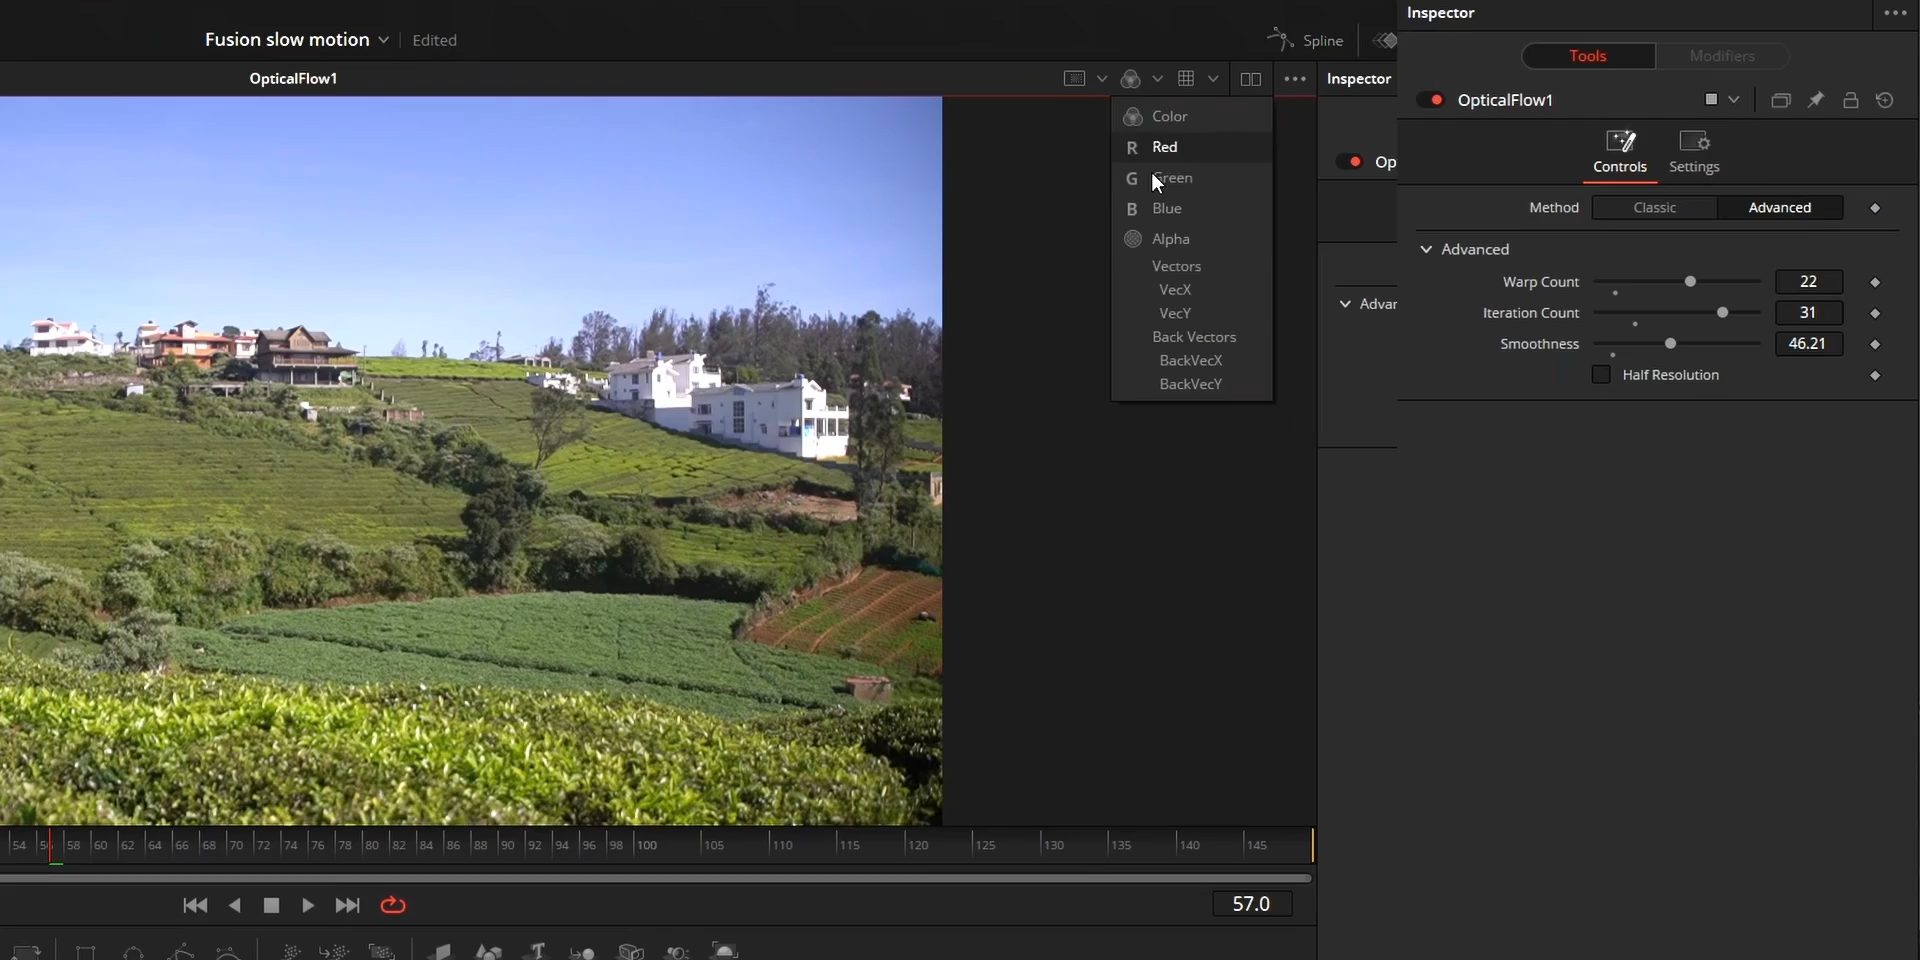 Inspector
Fusion slow motion
Edited
Spline
Tools
Modifiers
OpticalFlow1
Inspector
OpticalFlow1
Color
R Red
G Green
B Blue
Alpha
Vectors
VecX
VecY
Back Vectors
BackVecX
BackVecY
Op
Advar
Controls
Settings
Method
Classic
Advanced
Advanced
Warp Count
22
Iteration Count
31
Smoothness
46.21
Half Resolution
54 58 60 62 64 66 68 70 72 74 76 78 80 82 84 86 88 90 92 94 96 98 100 105 110 115 120 125 130 135 140 145
57.0
T